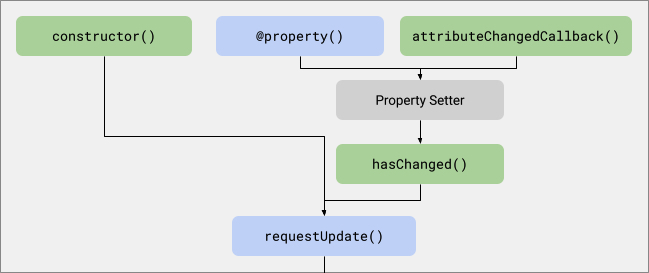 constructor()
@property()
attributeChangedCallback()
Property Setter
hasChanged()
requestUpdate()